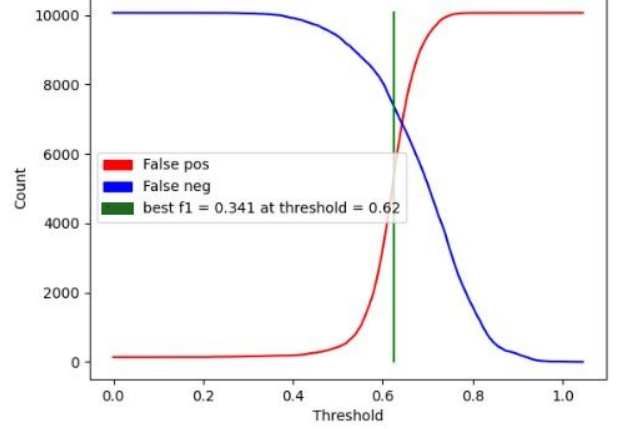 10000
8000
6000
4000
2000
0
Count
False pos
False neg
best f1 = 0.341 at threshold = 0.62
0.0 0.2 0.4 0.6 0.8 1.0
Threshold